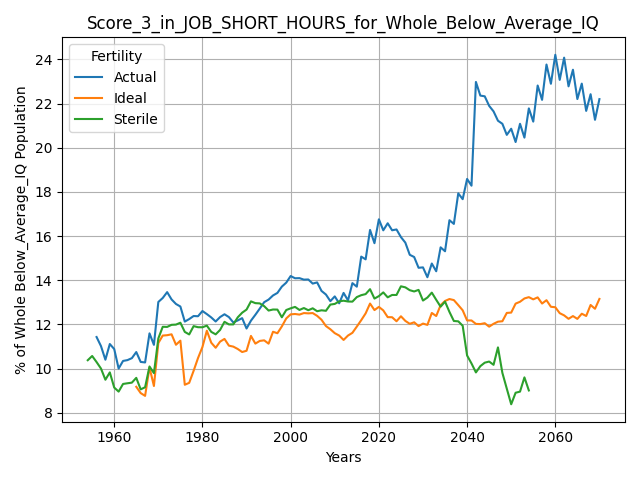 Score_3_in_JOB_SHORT_HOURS_for_Whole_Below_Average_IQ
Fertility
Actual
Ideal
Sterile
% of Whole Below_Average_IQ Population
24
22
20
18
16
14
12
10
8
1960 1980 2000 2020 2040 2060
Years